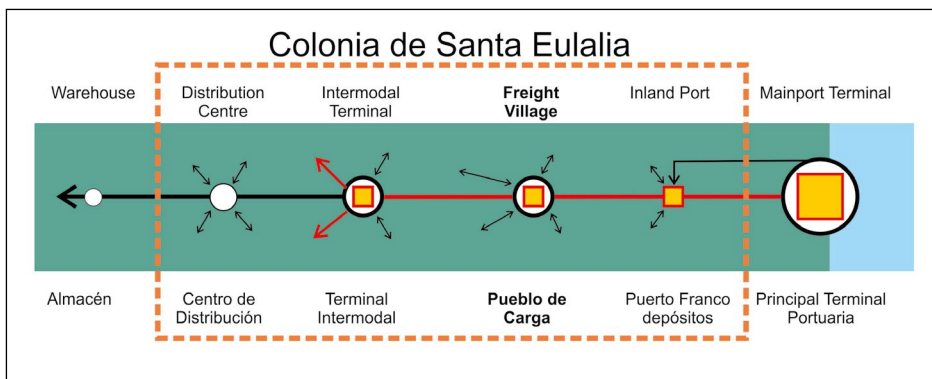 Colonia de Santa Eulalia
Warehouse
Distribution
Centre
Intermodal
Terminal
Freight
Village
Inland Port
Mainport Terminal
Almacén
Centro de
Distribución
Terminal
Intermodal
Pueblo de
Carga
Puerto Franco
depósitos
Principal Terminal
Portuaria